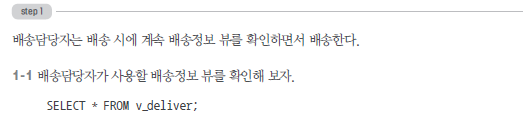 step 1
배송담당자는 배송 시에 계속 배송정보 뷰를 확인하면서 배송한다.
1-1 배송담당자가 사용할 배송정보 뷰를 확인해 보자.
SELECT * FROM v_deliver;